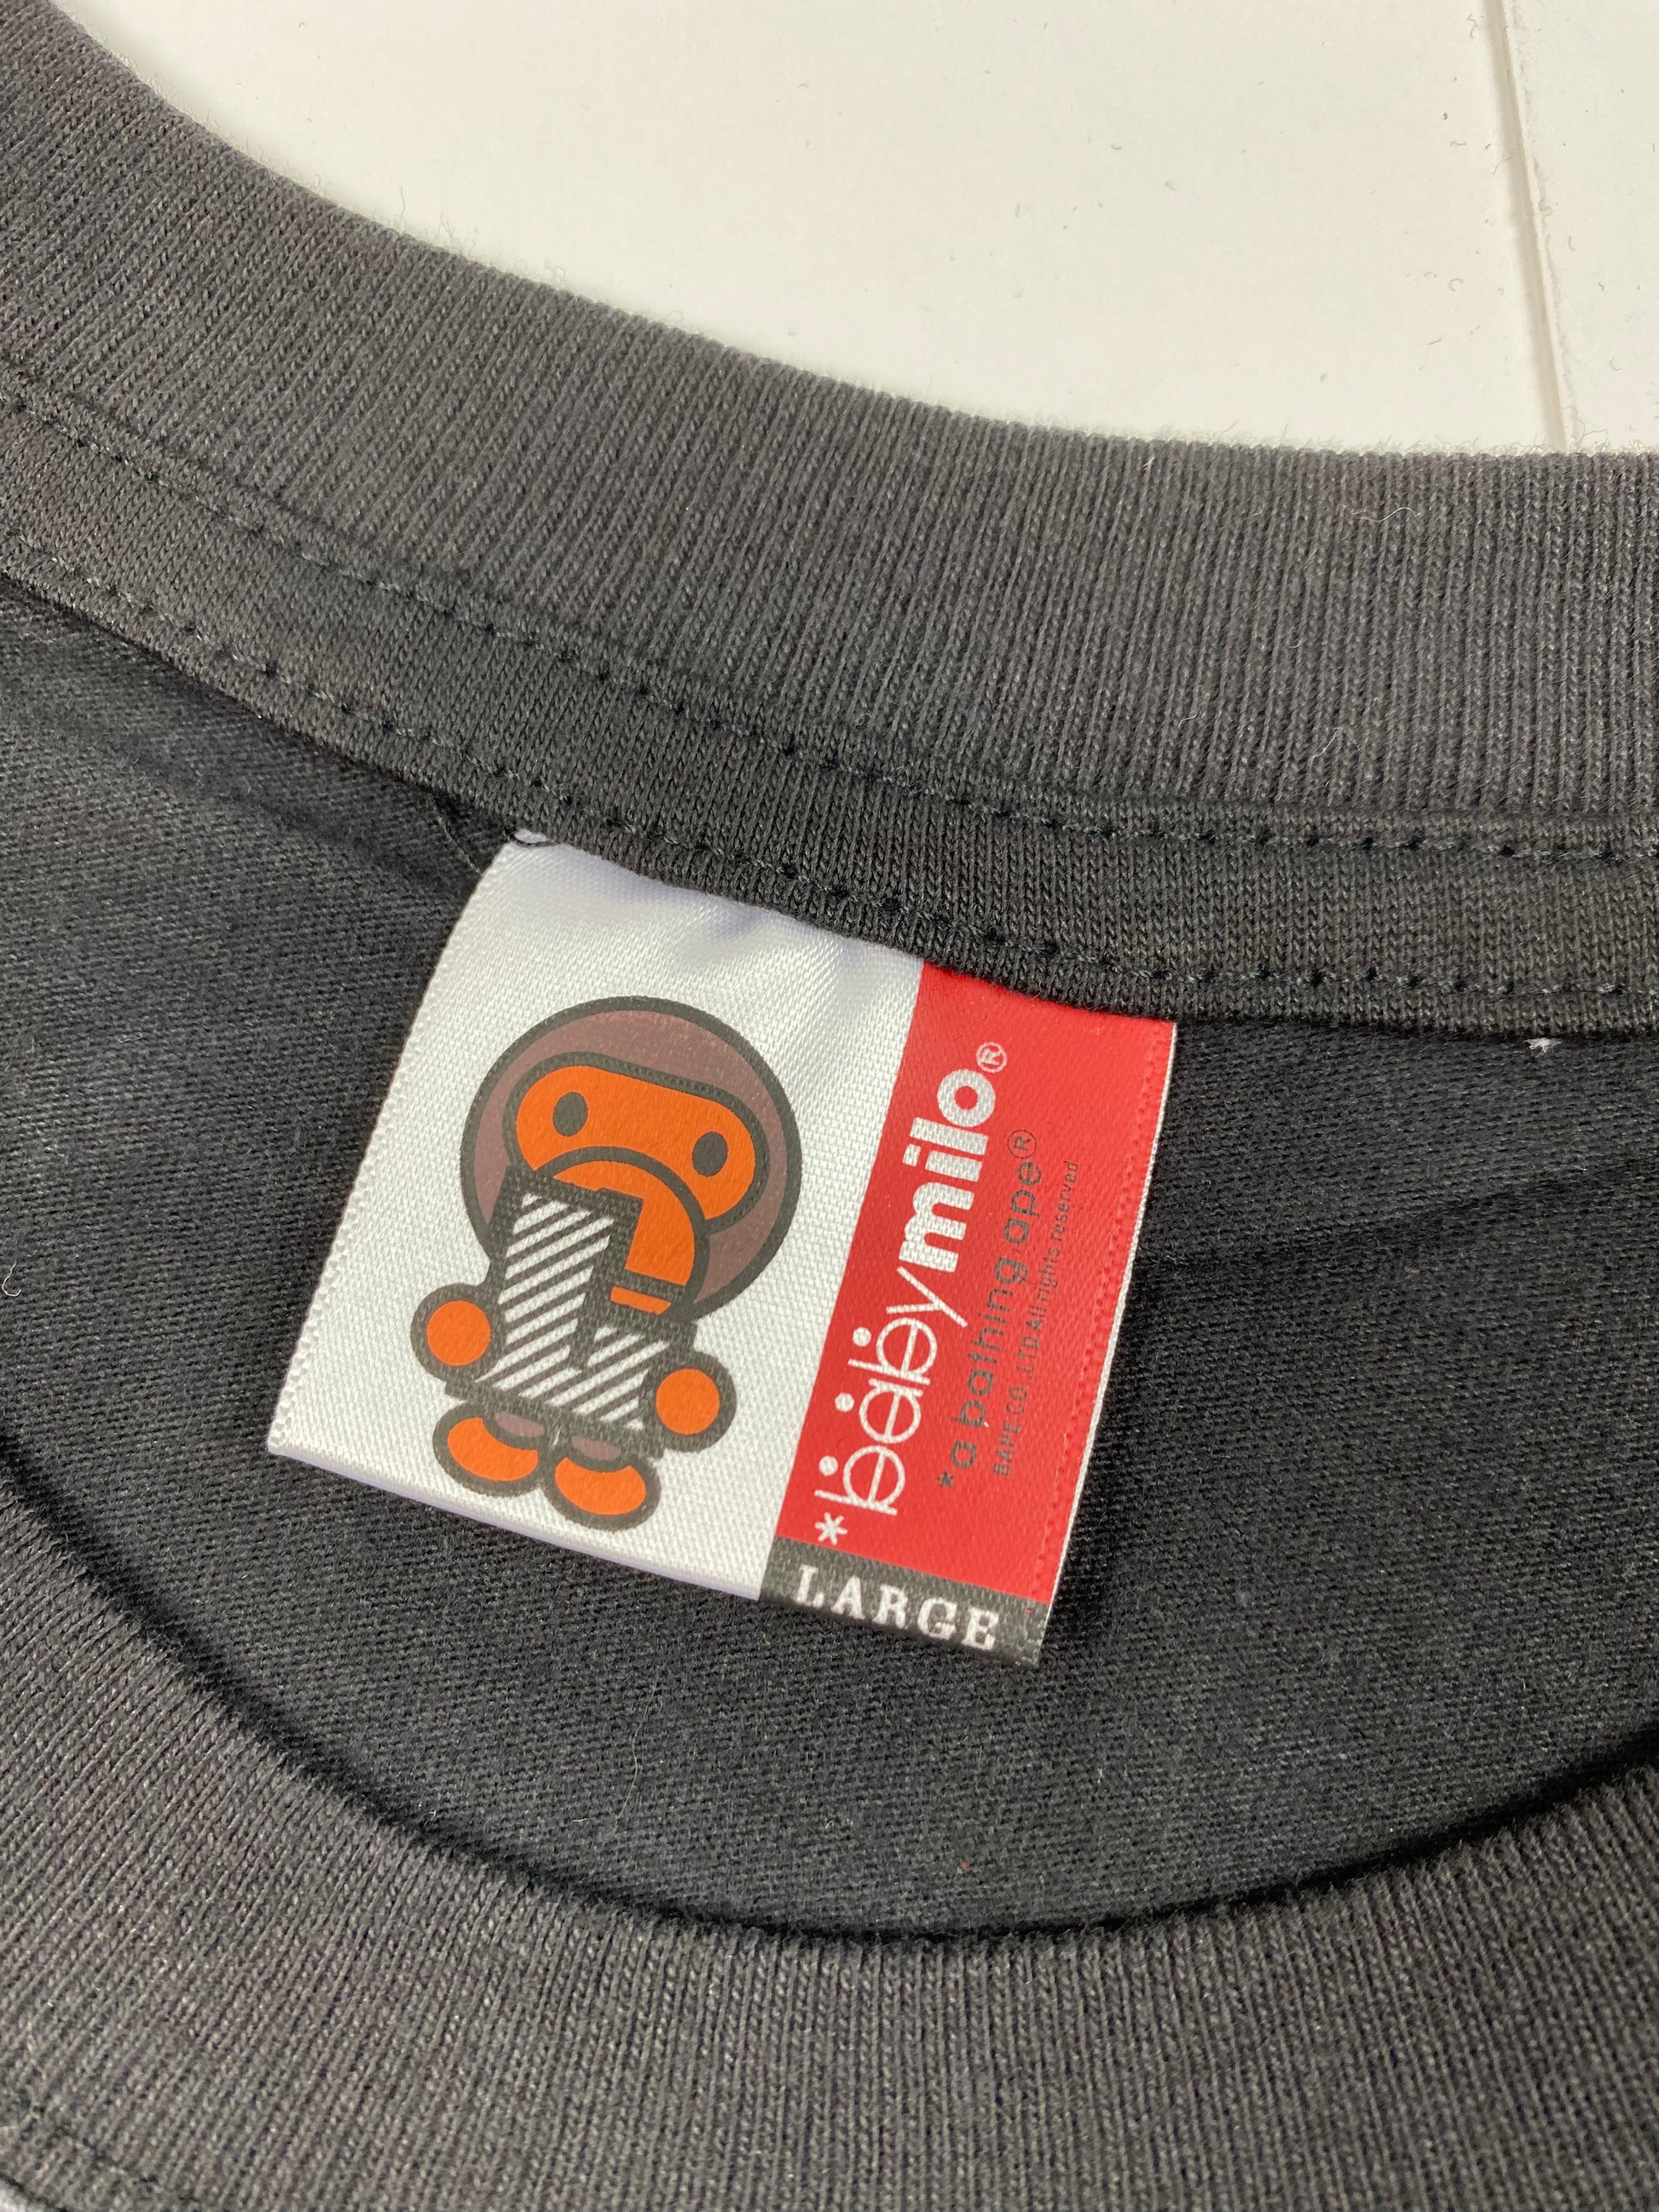 L
*babymilo®
*a bathing ape®
BAPE CO. LTD All rights reserved
LARGE